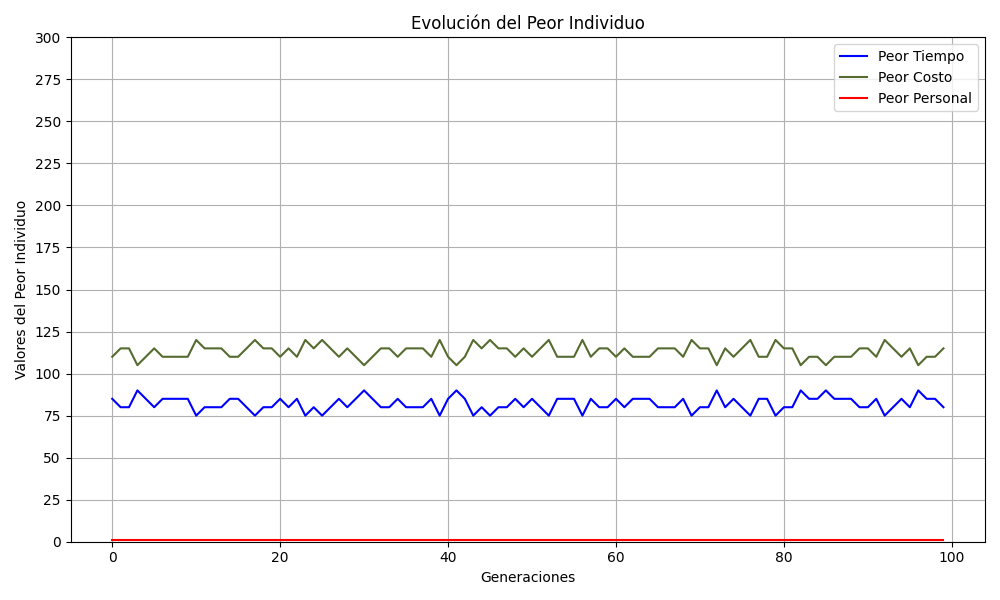 Evolución del Peor Individuo
Valores del Peor Individuo
300
275
250
225
200
175
150
125
100
75
50
25
0
Peor Tiempo
Peor Costo
Peor Personal
0 20 40 60 80 100
Generaciones